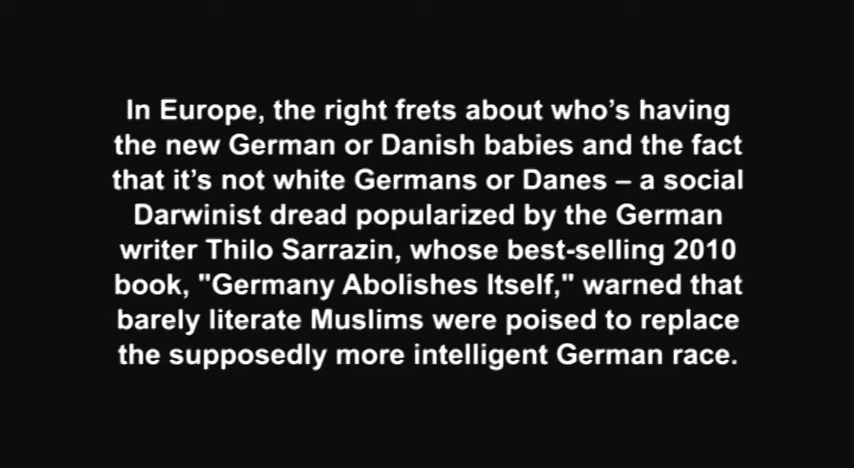 In Europe, the right frets about who’s having
the new German or Danish babies and the fact
that it’s not white Germans or Danes – a social
Darwinist dread popularized by the German
writer Thilo Sarrazin, whose best-selling 2010
book, "Germany Abolishes Itself," warned that
barely literate Muslims were poised to replace
the supposedly more intelligent German race.